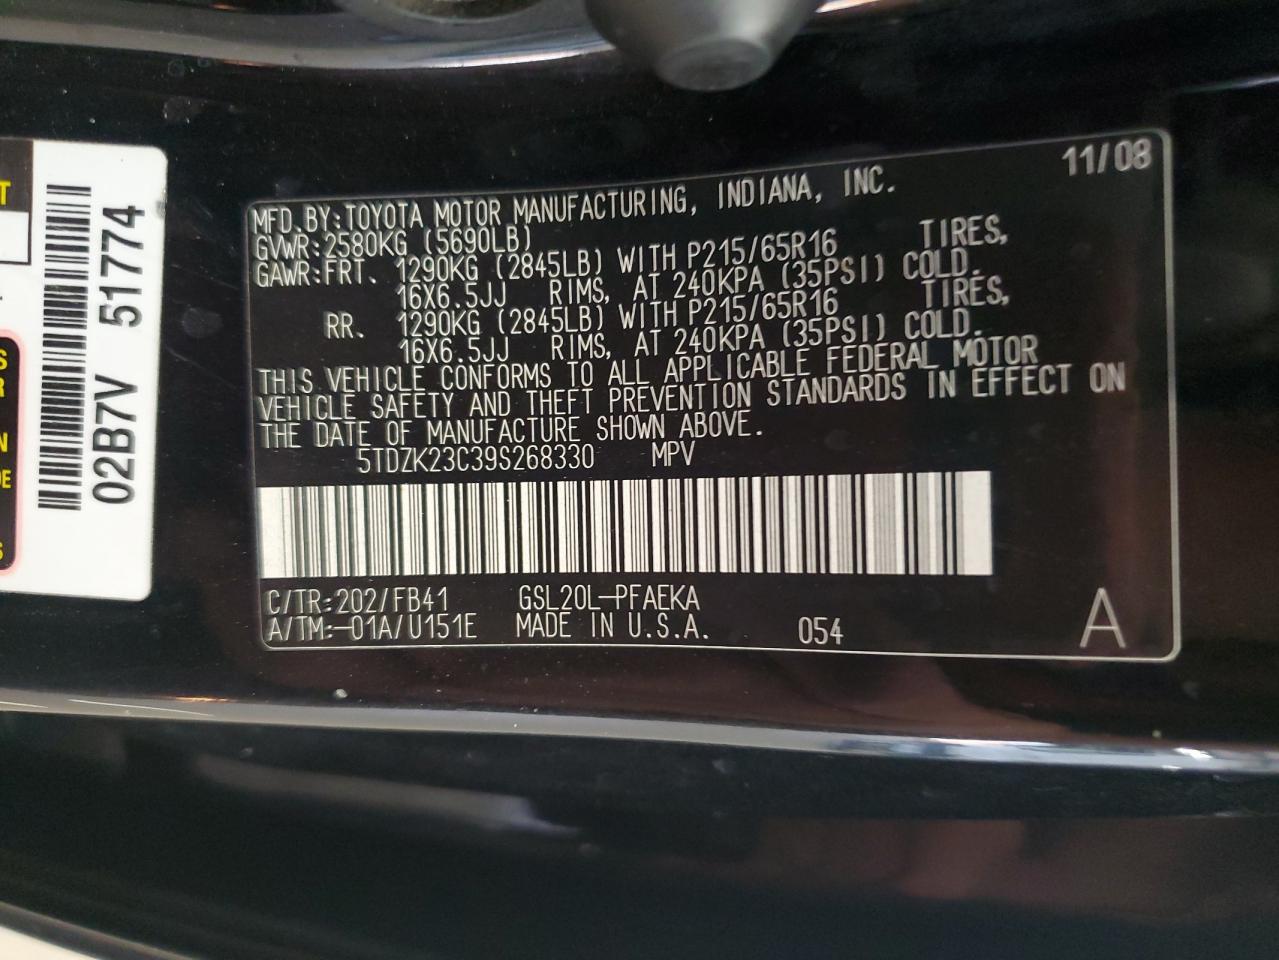 11/08
MFD.BY:TOYOTA MOTOR MANUFACTURING, INDIANA, INC.
GVWR:2580KG (5690LB)
GAWR:FRT. 1290KG (2845LB) WITH P215/65R16 TIRES,
16X6.5JJ RIMS, AT 240KPA (35PSI) COLD.
RR. 1290KG (2845LB) WITH P215/65R16 TIRES,
16X6.5JJ RIMS, AT 240KPA (35PSI) COLD.
THIS VEHICLE CONFORMS TO ALL APPLICABLE FEDERAL MOTOR
VEHICLE SAFETY AND THEFT PREVENTION STANDARDS IN EFFECT ON
THE DATE OF MANUFACTURE SHOWN ABOVE.
5TDZK23C39S268330 MPV
C/TR:202/FB41 GSL20L-PFAEKA
A/TM:-01A/U151E MADE IN U.S.A. 054 A
02B7V 51774